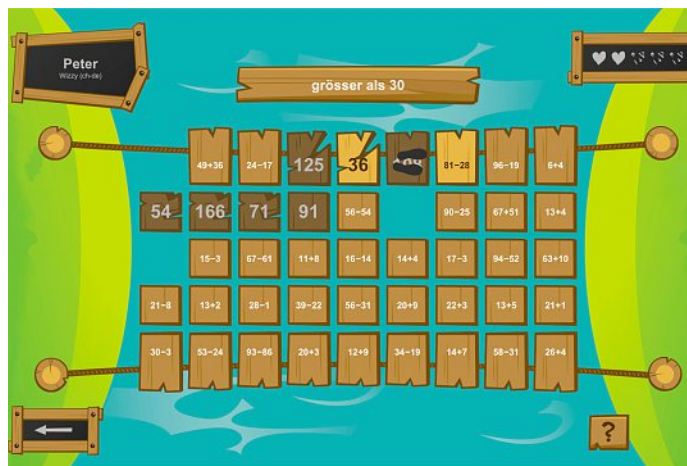 Peter
Wizzy (ch-de)
grösser als 30
49+36 24−17 125 36 81−28 96−19 6+4
54 166 71 91 56−54 90−25 67+51 13+4
15−3 67−61 11+8 16−14 14+4 17−3 94−52 63+10
21−8 13+2 28−1 39−22 56−31 20+9 22+3 13+5 21+1
30−3 53−24 93−86 20+3 12+9 34−19 14+7 58−31 26+4
?